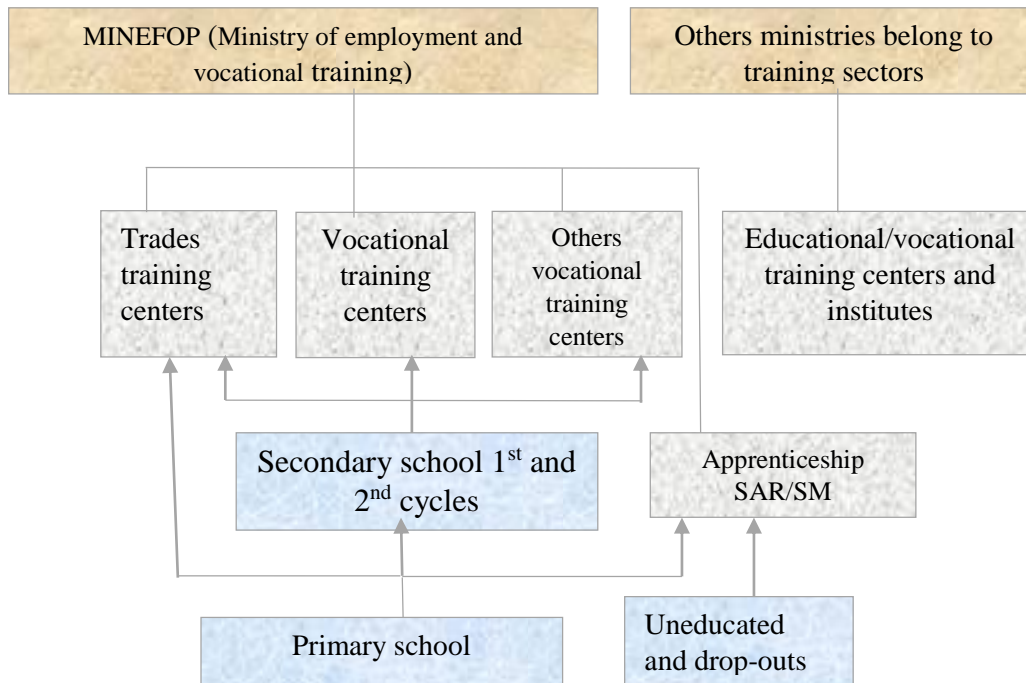 MINEFOP (Ministry of employment and
vocational training)
Others ministries belong to
training sectors
Trades
training
centers
Vocational
training
centers
Others
vocational
training
centers
Educational/vocational
training centers and
institutes
Secondary school 1st and
2nd cycles
Apprenticeship
SAR/SM
Primary school
Uneducated
and drop-outs